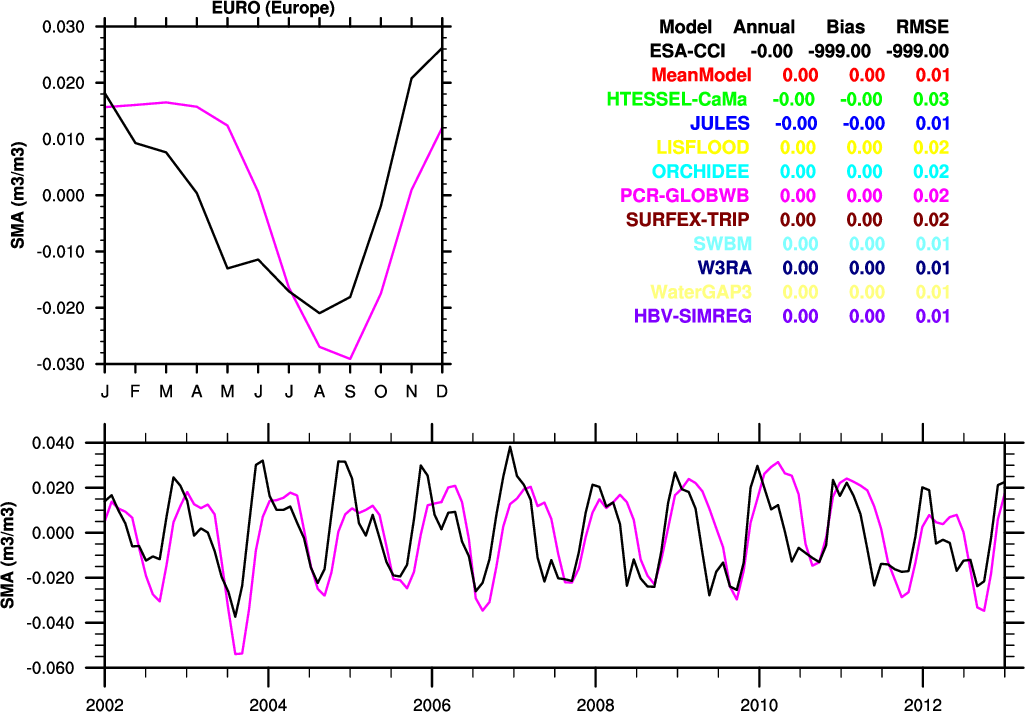 EURO (Europe)
0.030
0.020
0.010
0.000
-0.010
-0.020
-0.030
SMA (m3/m3)
J F M A M J J A S O N D
Model Annual Bias RMSE
ESA-CCI -0.00 -999.00 -999.00
MeanModel 0.00 0.00 0.01
HTESSEL-CaMa -0.00 -0.00 0.03
JULES -0.00 -0.00 0.01
LISFLOOD 0.00 0.00 0.02
ORCHIDEE 0.00 0.00 0.02
PCR-GLOBWB 0.00 0.00 0.02
SURFEX-TRIP 0.00 0.00 0.02
SWBM 0.00 0.00 0.01
W3RA 0.00 0.00 0.01
WaterGAP3 0.00 0.00 0.01
HBV-SIMREG 0.00 0.00 0.01
0.040
0.020
0.000
-0.020
-0.040
-0.060
SMA (m3/m3)
2002 2004 2006 2008 2010 2012